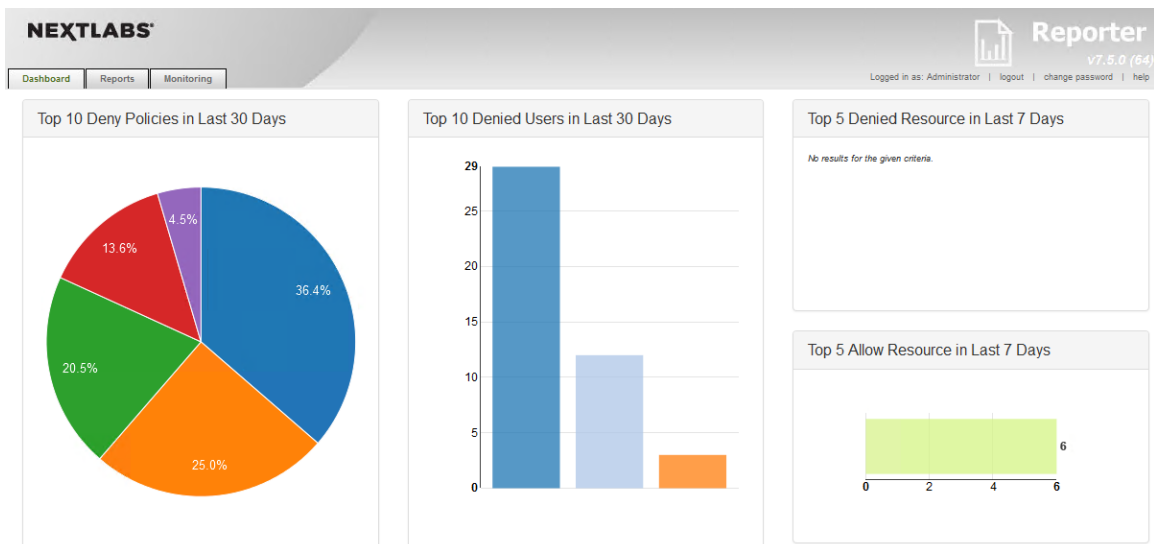 NEXTLABS®
Reporter
v7.5.0 (64)
Dashboard
Reports
Monitoring
Logged in as: Administrator | logout | change password | help
Top 10 Deny Policies in Last 30 Days
4.5%
13.6%
36.4%
20.5%
25.0%
Top 10 Denied Users in Last 30 Days
29
25
20
15
10
5
0
Top 5 Denied Resource in Last 7 Days
No results for the given criteria.
Top 5 Allow Resource in Last 7 Days
6
0 2 4 6